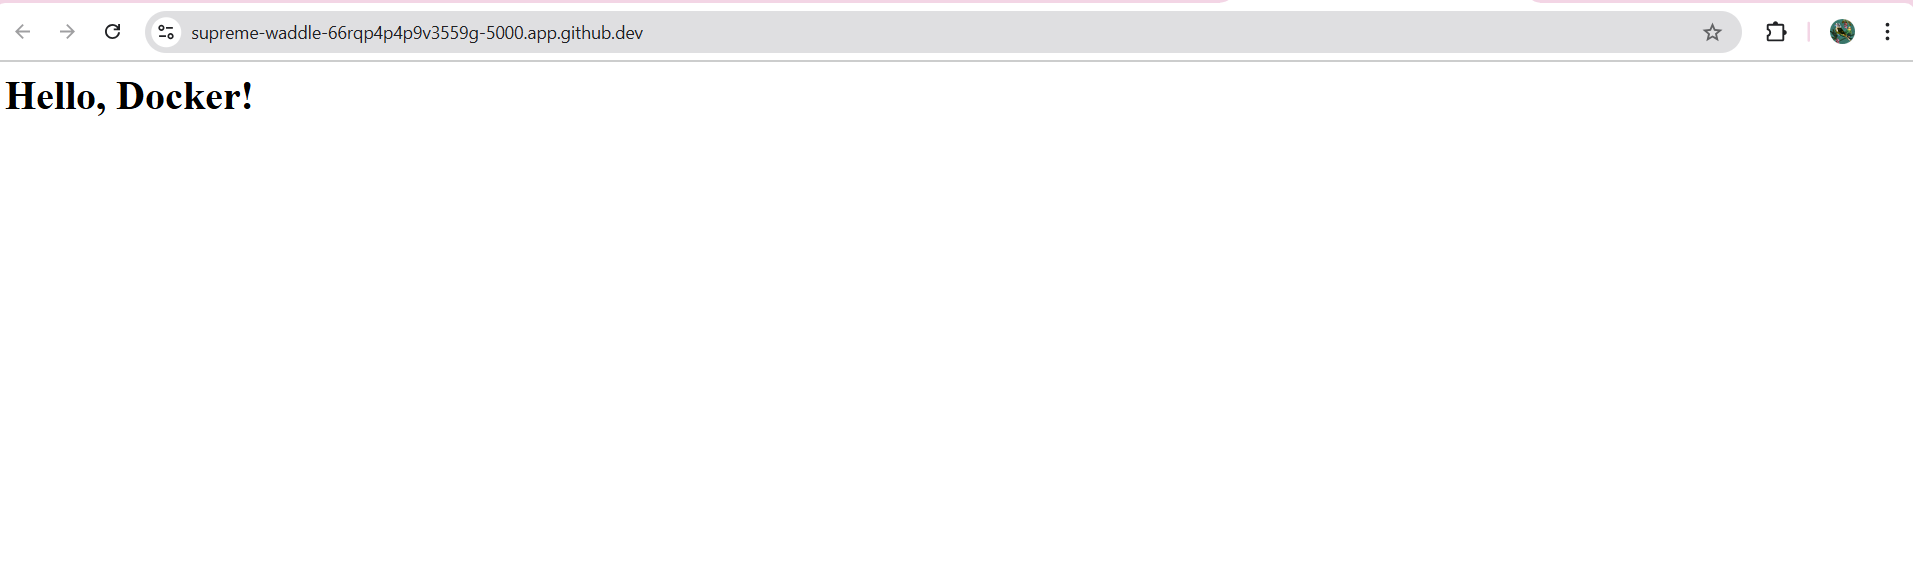 supreme-waddle-66rqp4p4p9v3559g-5000.app.github.dev
Hello, Docker!